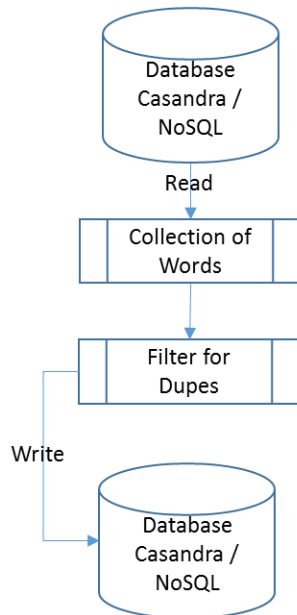 Database
Casandra /
NoSQL
Read
Collection of
Words
Filter for
Dupes
Write
Database
Casandra /
NoSQL